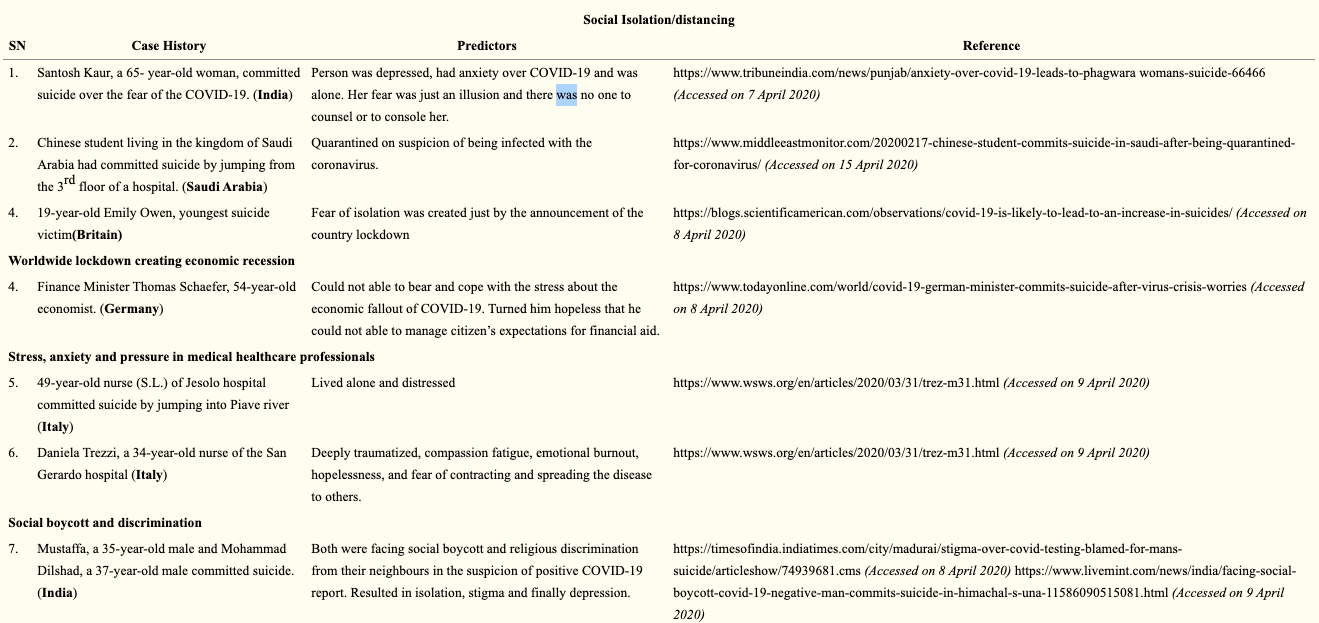 Social Isolation/distancing
SN Case History Predictors Reference
1. Santosh Kaur, a 65- year-old woman, committed Person was depressed, had anxiety over COVID-19 and was https://www.tribuneindia.com/news/punjab/anxiety-over-covid-19-leads-to-phagwara womans-suicide-66466
suicide over the fear of the COVID-19. (India) alone. Her fear was just an illusion and there was no one to (Accessed on 7 April 2020)
counsel or to console her.
2. Chinese student living in the kingdom of Saudi Quarantined on suspicion of being infected with the https://www.middleeastmonitor.com/20200217-chinese-student-commits-suicide-in-saudi-after-being-quarantined-
Arabia had committed suicide by jumping from coronavirus. for-coronavirus/ (Accessed on 15 April 2020)
the 3rd floor of a hospital. (Saudi Arabia)
4. 19-year-old Emily Owen, youngest suicide Fear of isolation was created just by the announcement of the https://blogs.scientificamerican.com/observations/covid-19-is-likely-to-lead-to-an-increase-in-suicides/ (Accessed on
victim(Britain) country lockdown 8 April 2020)
Worldwide lockdown creating economic recession
4. Finance Minister Thomas Schaefer, 54-year-old Could not able to bear and cope with the stress about the https://www.todayonline.com/world/covid-19-german-minister-commits-suicide-after-virus-crisis-worries (Accessed
economist. (Germany) economic fallout of COVID-19. Turned him hopeless that he on 8 April 2020)
could not able to manage citizen's expectations for financial aid.
Stress, anxiety and pressure in medical healthcare professionals
5. 49-year-old nurse (S.L.) of Jesolo hospital Lived alone and distressed https://www.wsws.org/en/articles/2020/03/31/trez-m31.html (Accessed on 9 April 2020)
committed suicide by jumping into Piave river
(Italy)
6. Daniela Trezzi, a 34-year-old nurse of the San Deeply traumatized, compassion fatigue, emotional burnout, https://www.wsws.org/en/articles/2020/03/31/trez-m31.html (Accessed on 9 April 2020)
Gerardo hospital (Italy) hopelessness, and fear of contracting and spreading the disease
to others.
Social boycott and discrimination
7. Mustaffa, a 35-year-old male and Mohammad Both were facing social boycott and religious discrimination https://timesofindia.indiatimes.com/city/madurai/stigma-over-covid-testing-blamed-for-mans-
Dilshad, a 37-year-old male committed suicide. from their neighbours in the suspicion of positive COVID-19 suicide/articleshow/74939681.cms (Accessed on 8 April 2020) https://www.livemint.com/news/india/facing-social-
(India) report. Resulted in isolation, stigma and finally depression. boycott-covid-19-negative-man-commits-suicide-in-himachal-s-una-11586090515081.html (Accessed on 9 April
2020)